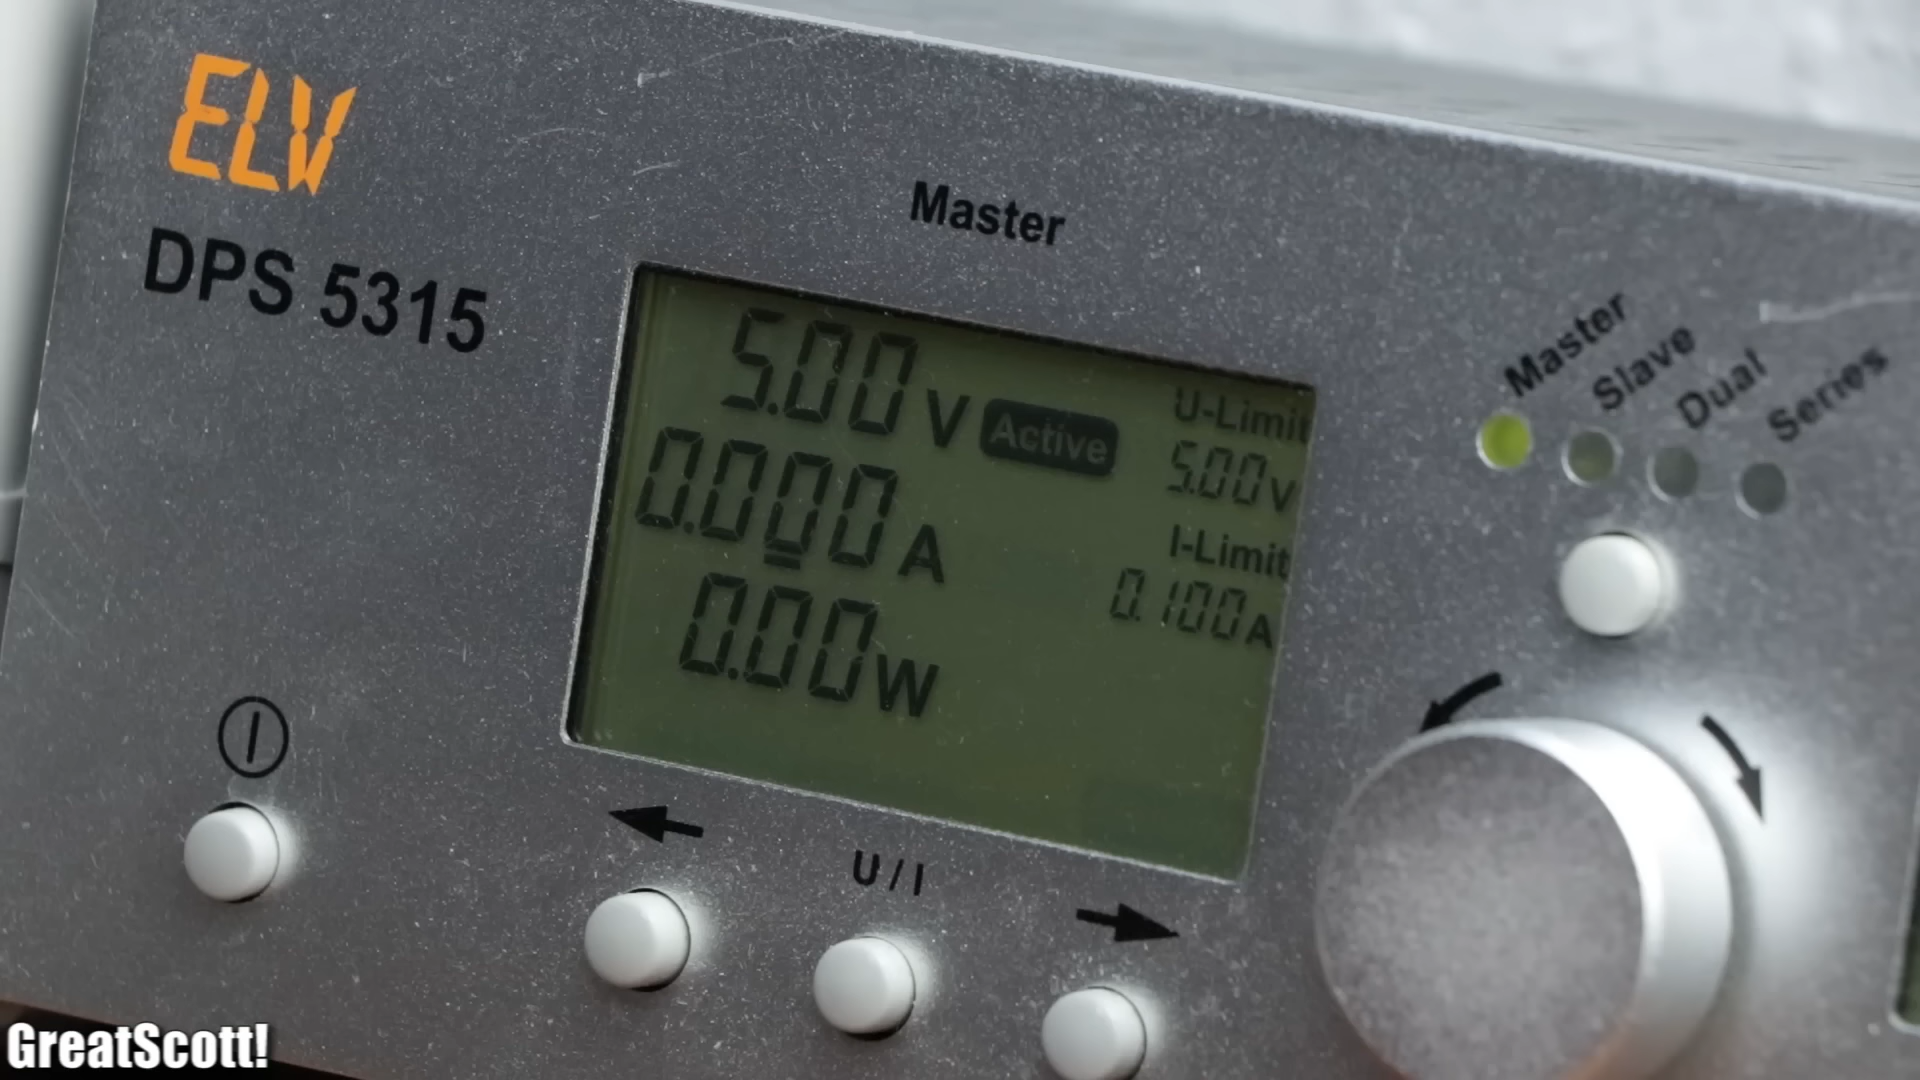 ELV
DPS 5315
Master
5.00 V
Active
0.000 A
0.00 W
U-Limit
5.00 V
I-Limit
0.100 A
Master
Slave
Dual
Series
U / I
GreatScott!